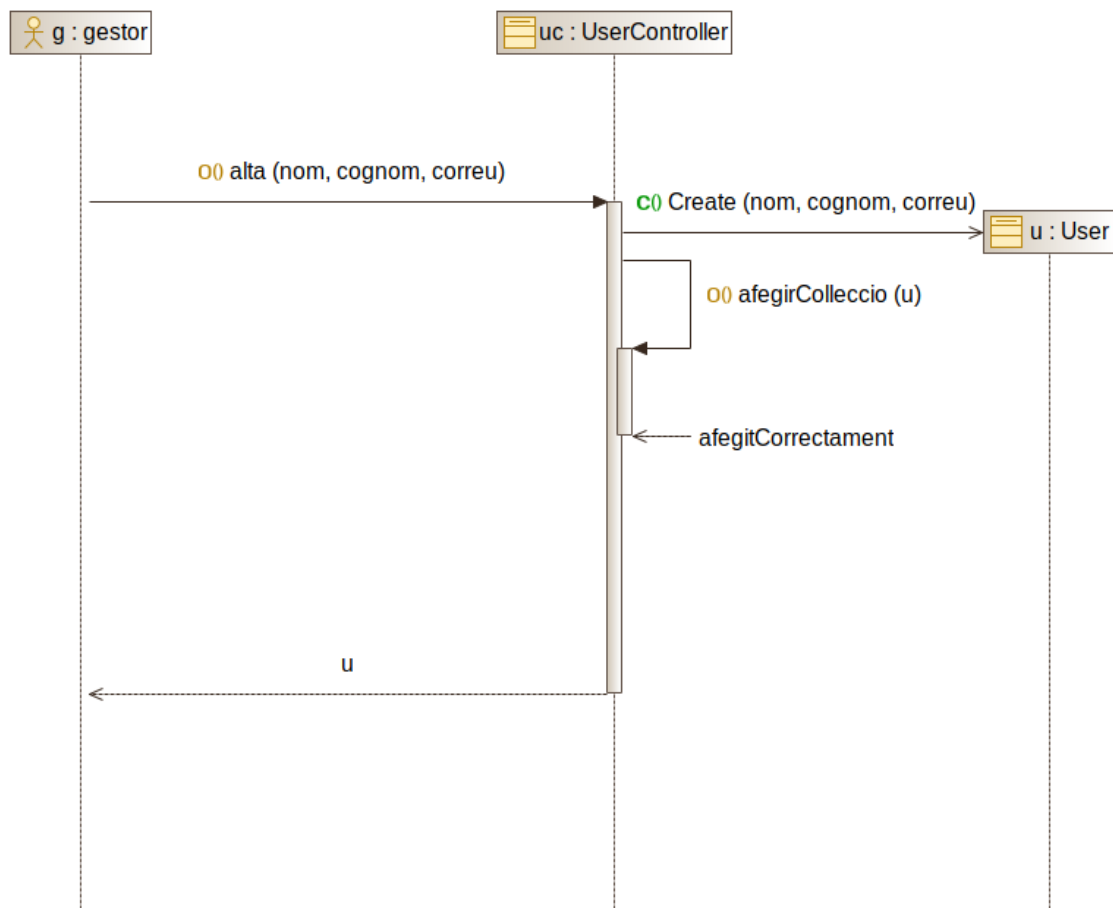 g : gestor
uc : UserController
O() alta (nom, cognom, correu)
C() Create (nom, cognom, correu)
u : User
O() afegirColleccio (u)
afegitCorrectament
u